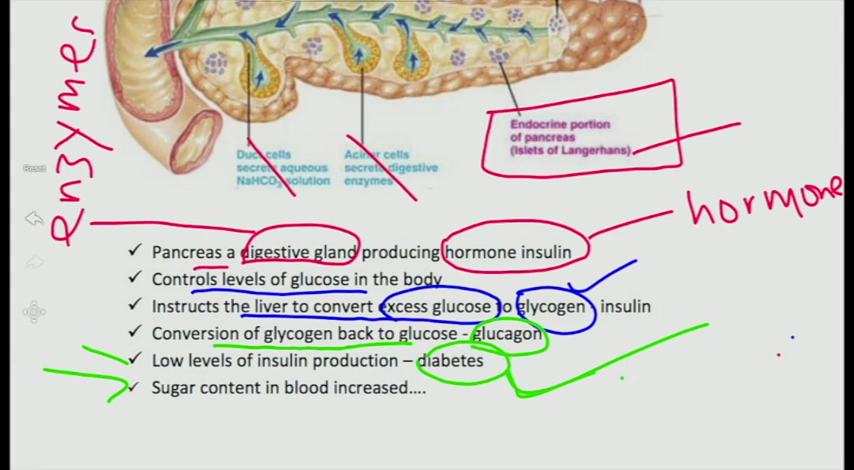 enzymes
Duct cells
secrete aqueous
NaHCO3 solution
Acinar cells
secrete digestive
enzymes
Endocrine portion
of pancreas
(Islets of Langerhans)
Reset
hormone
✓ Pancreas a digestive gland producing hormone insulin
✓ Controls levels of glucose in the body
✓ Instructs the liver to convert excess glucose to glycogen - insulin
✓ Conversion of glycogen back to glucose - glucagon
✓ Low levels of insulin production – diabetes
✓ Sugar content in blood increased....